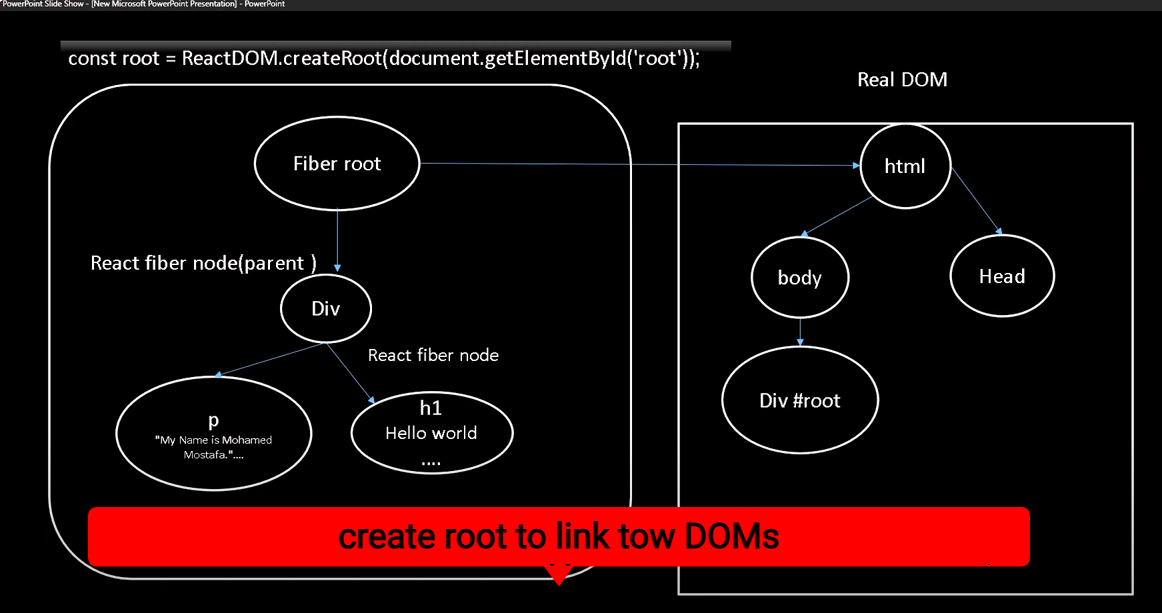 PowerPoint Slide Show - [New Microsoft PowerPoint Presentation] - PowerPoint
const root = ReactDOM.createRoot(document.getElementById('root'));
Real DOM
Fiber root
html
React fiber node(parent )
Div
body
Head
React fiber node
Div #root
p
"My Name is Mohamed
Mostafa."....
h1
Hello world
....
create root to link tow DOMs